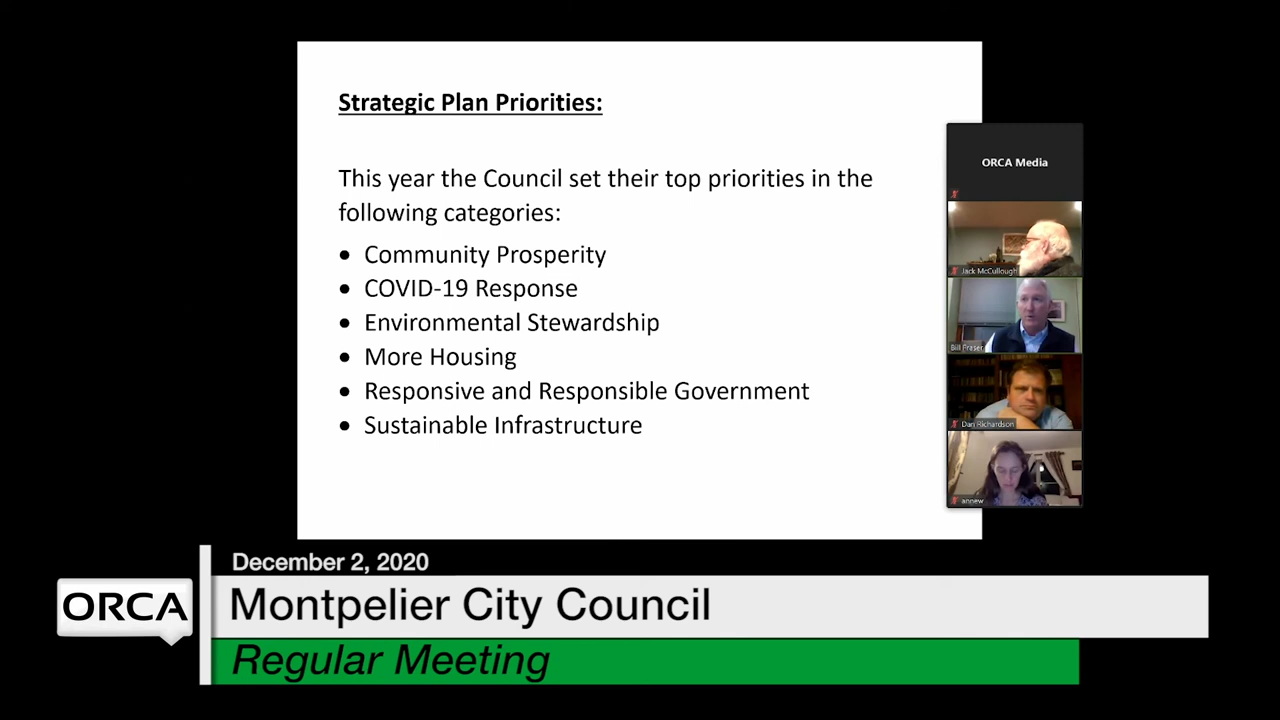 Strategic Plan Priorities:
This year the Council set their top priorities in the
following categories:
• Community Prosperity
• COVID-19 Response
• Environmental Stewardship
• More Housing
• Responsive and Responsible Government
• Sustainable Infrastructure
ORCA Media
Jack McCullough
Bill Fraser
Dan Richardson
annew
December 2, 2020
ORCA
Montpelier City Council
Regular Meeting